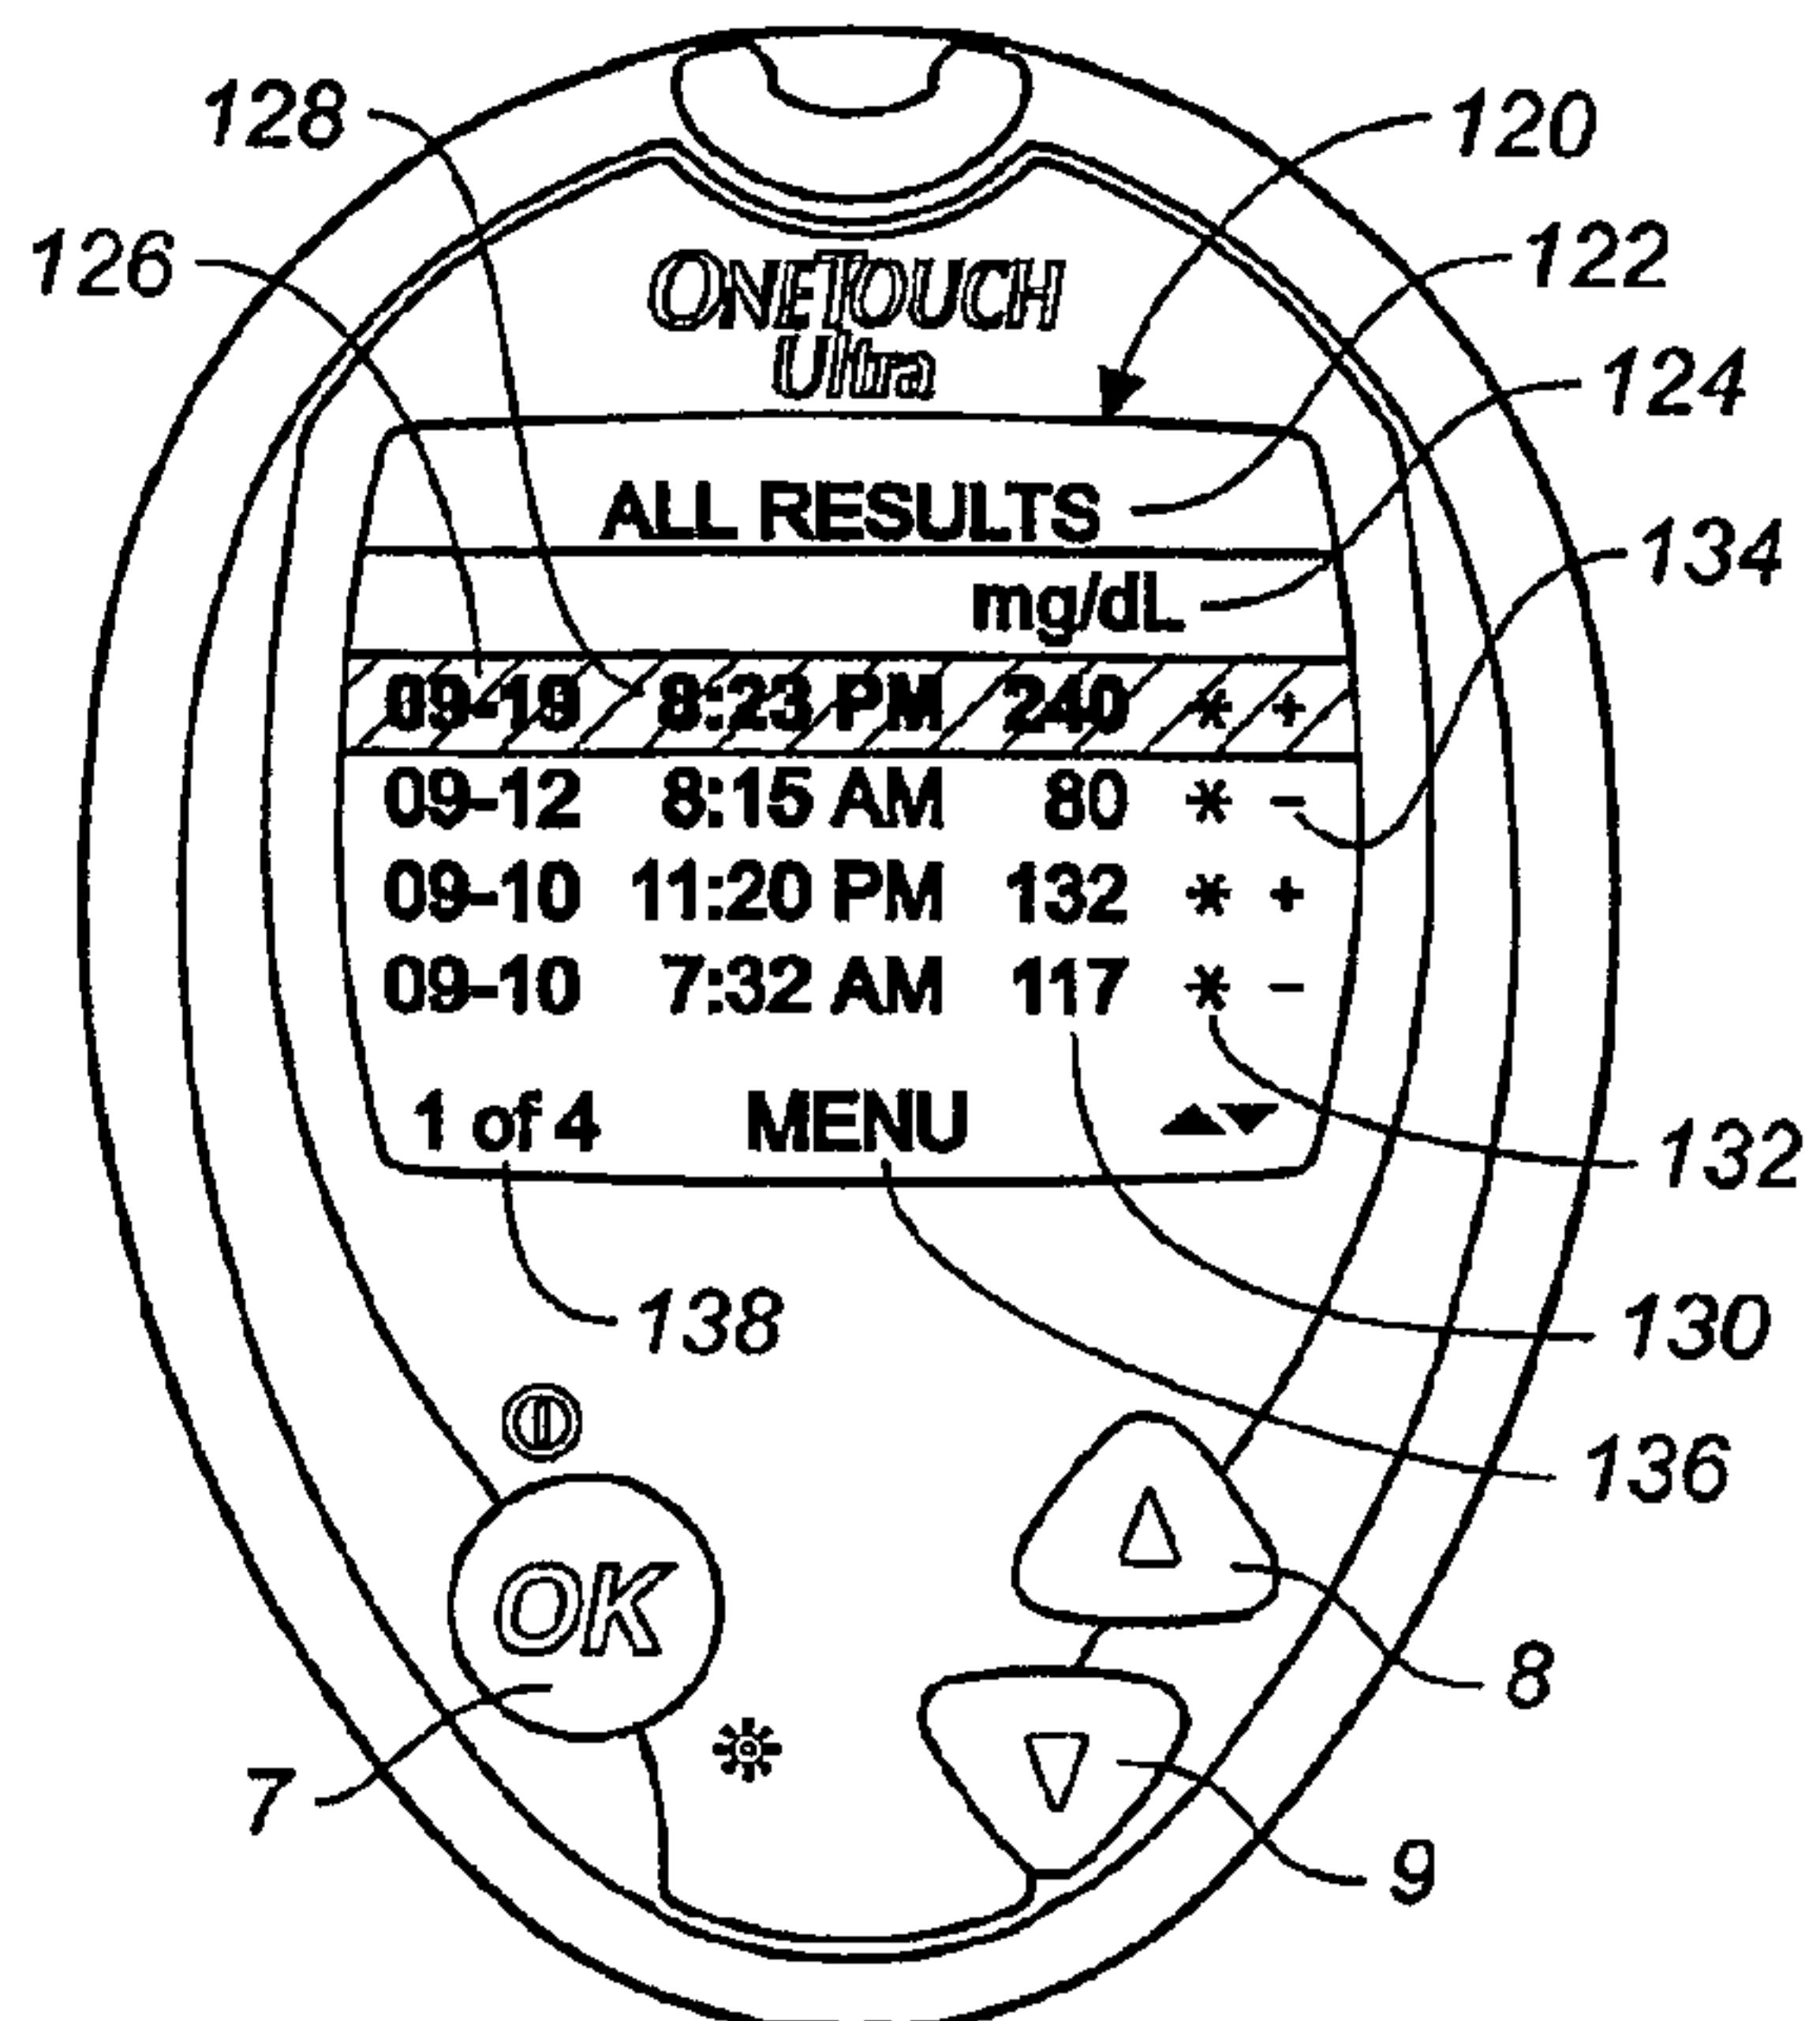 128
120
126
122
ONETOUCH
Ultra
124
ALL RESULTS
134
mg/dL
09-19 8:23 PM 240 * +
09-12 8:15 AM 80 * -
09-10 11:20 PM 132 * +
09-10 7:32 AM 117 * -
1 of 4 MENU ▲▼
132
138
130
136
OK
8
7
9